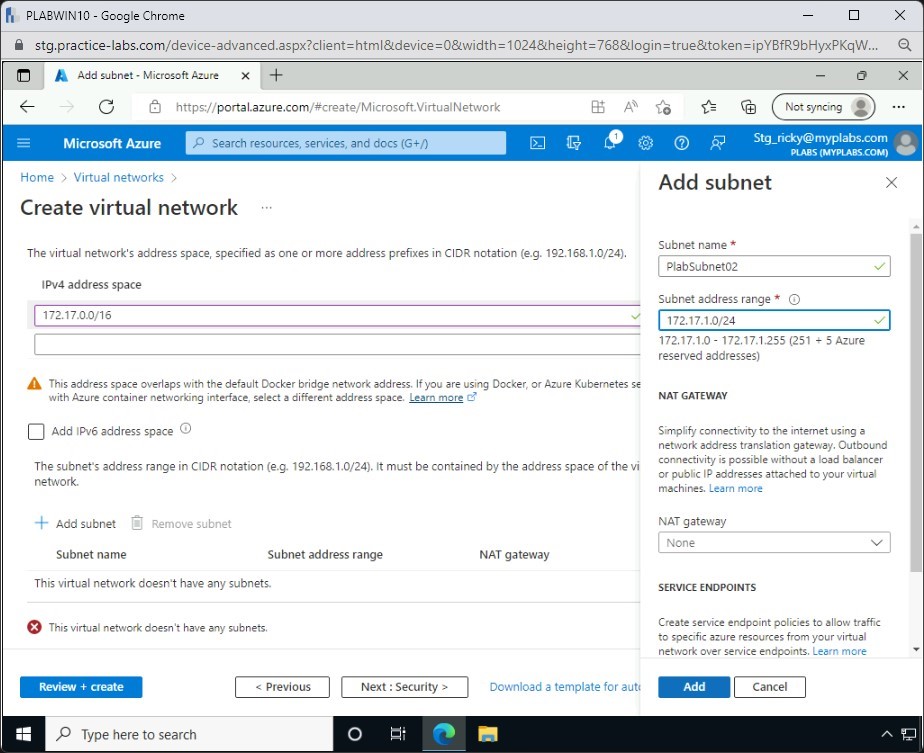 PLABWIN10 - Google Chrome
stg.practice-labs.com/device-advanced.aspx?client=html&device=0&width=1024&height=768&login=true&token=ipYBfR9bHyxPKqW...
Add subnet - Microsoft Azure
https://portal.azure.com/#create/Microsoft.VirtualNetwork
Not syncing
Microsoft Azure
Search resources, services, and docs (G+/)
1
Stg_ricky@myplabs.com
PLABS (MYPLABS.COM)
Home > Virtual networks >
Create virtual network ...
The virtual network's address space, specified as one or more address prefixes in CIDR notation (e.g. 192.168.1.0/24).
IPv4 address space
172.17.0.0/16
This address space overlaps with the default Docker bridge network address. If you are using Docker, or Azure Kubernetes se
with Azure container networking interface, select a different address space. Learn more
Add IPv6 address space
The subnet's address range in CIDR notation (e.g. 192.168.1.0/24). It must be contained by the address space of the vi
network.
+ Add subnet Remove subnet
Subnet name Subnet address range NAT gateway
This virtual network doesn't have any subnets.
This virtual network doesn't have any subnets.
Review + create
< Previous
Next : Security >
Download a template for auto
Add subnet
Subnet name *
PlabSubnet02
Subnet address range *
172.17.1.0/24
172.17.1.0 - 172.17.1.255 (251 + 5 Azure
reserved addresses)
NAT GATEWAY
Simplify connectivity to the internet using a
network address translation gateway. Outbound
connectivity is possible without a load balancer
or public IP addresses attached to your virtual
machines. Learn more
NAT gateway
None
SERVICE ENDPOINTS
Create service endpoint policies to allow traffic
to specific azure resources from your virtual
network over service endpoints. Learn more
Add
Cancel
Type here to search